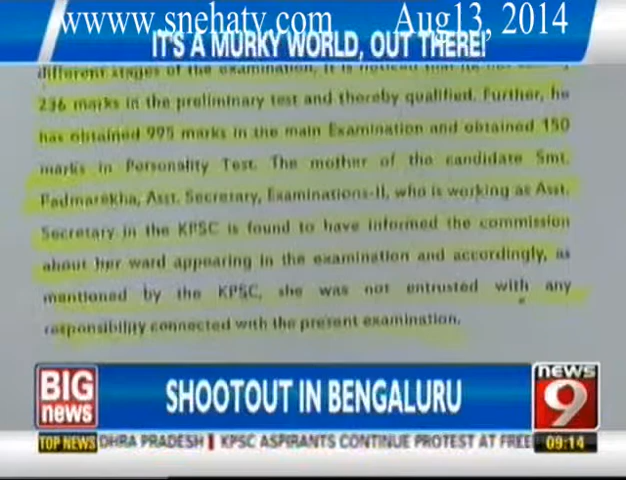 wwww.snehatv.com Aug13, 2014
IT'S A MURKY WORLD, OUT THERE!
different stages of the examination. It is noticed that he
236 marks in the preliminary test and thereby qualified. Further, he
has obtained 995 marks in the main Examination and obtained 150
marks in Personality Test. The mother of the candidate Smt.
Padmarekha, Asst. Secretary, Examinations-II, who is working as Asst.
Secretary in the KPSC is found to have informed the commission
about her ward appearing in the examination and accordingly, as
mentioned by the KPSC, she was not entrusted with any
responsibility connected with the present examination.
BIG news
SHOOTOUT IN BENGALURU
NEWS 9
TOP NEWS DHRA PRADESH KPSC ASPIRANTS CONTINUE PROTEST AT FREE 09:14